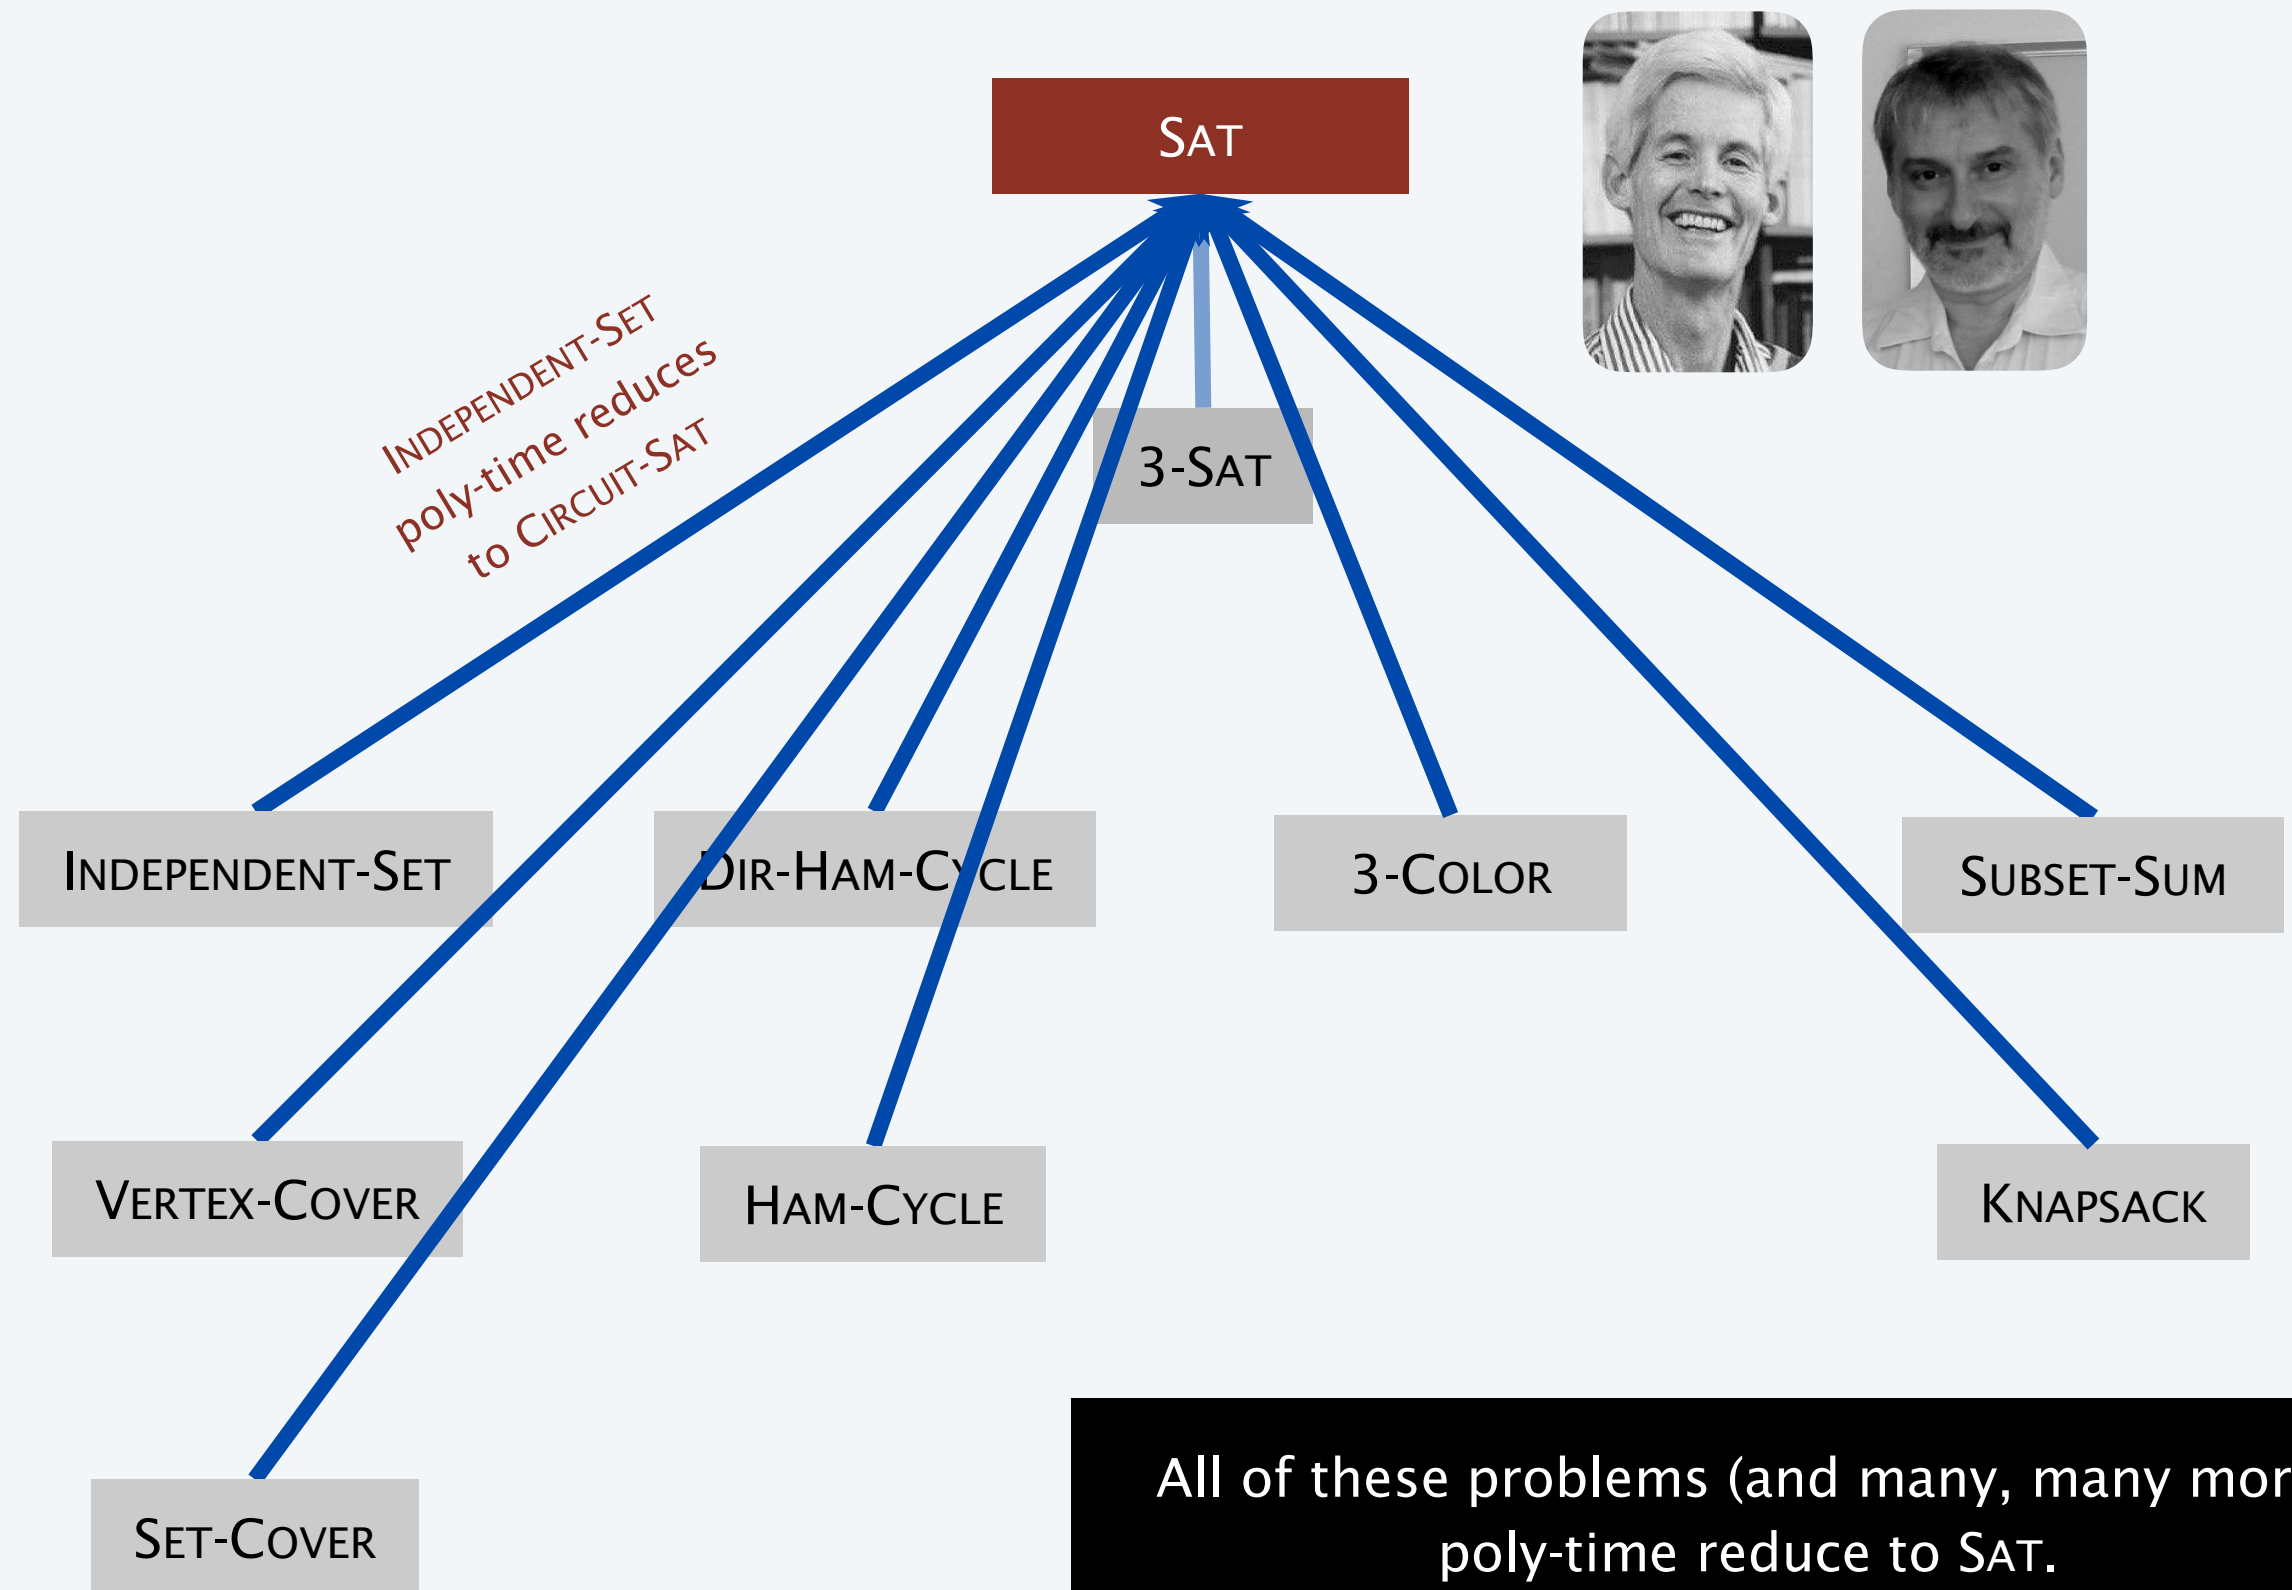 SAT
INDEPENDENT-SET
poly-time reduces
to CIRCUIT-SAT
3-SAT
INDEPENDENT-SET
DIR-HAM-CYCLE
3-COLOR
SUBSET-SUM
VERTEX-COVER
HAM-CYCLE
KNAPSACK
SET-COVER
All of these problems (and many, many mor
poly-time reduce to SAT.